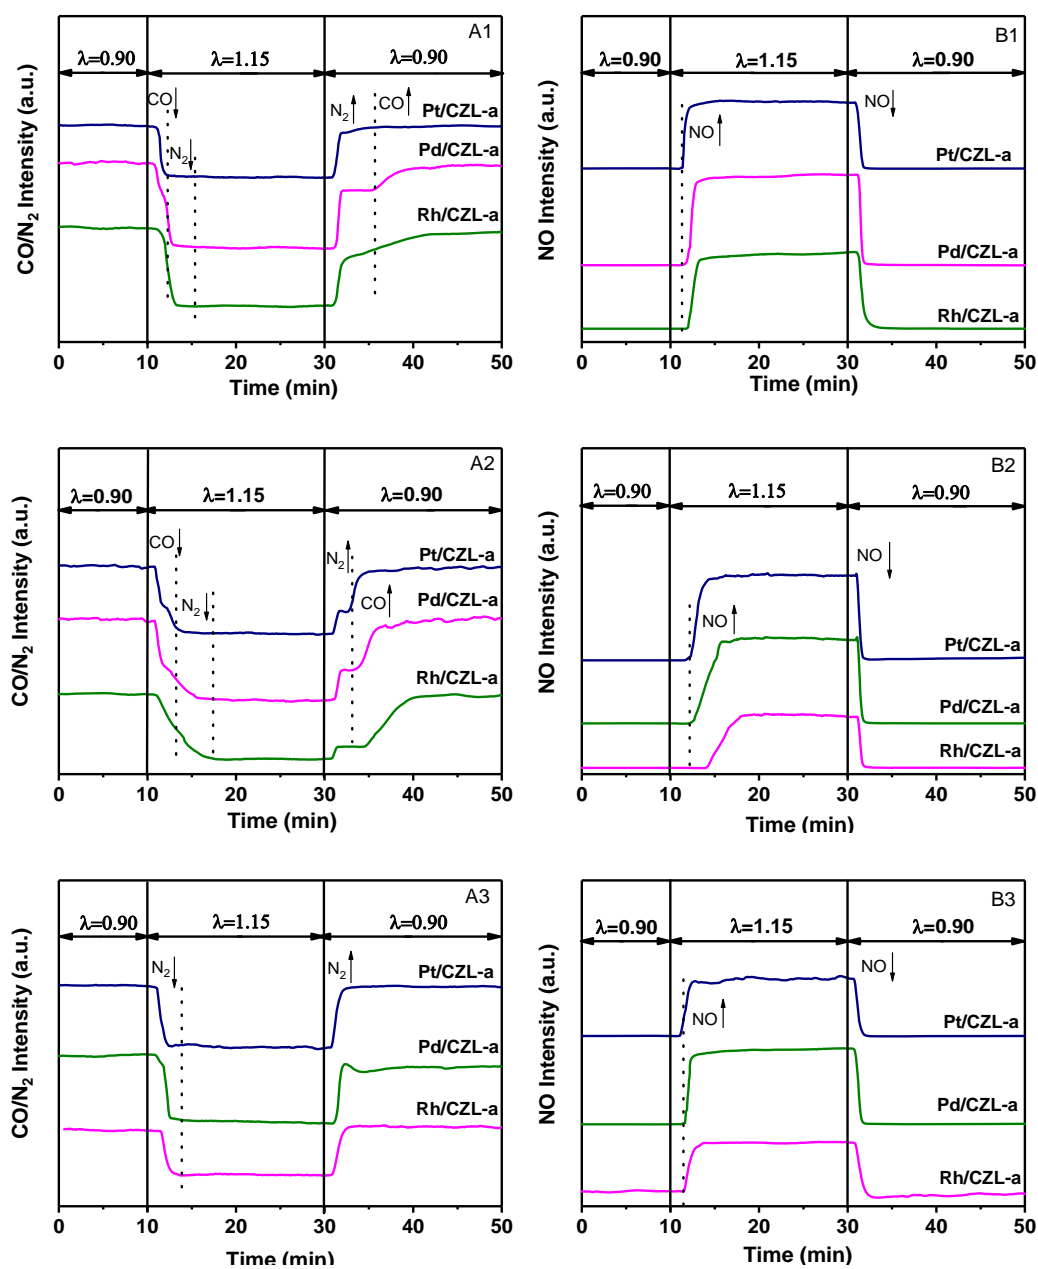 A1
λ=0.90 λ=1.15 λ=0.90
CO↓ N₂↑ CO↑
Pt/CZL-a
N₂↓
Pd/CZL-a
Rh/CZL-a
CO/N₂ Intensity (a.u.)
0 10 20 30 40 50
Time (min)
B1
λ=0.90 λ=1.15 λ=0.90
NO↓
NO↑
Pt/CZL-a
Pd/CZL-a
Rh/CZL-a
NO Intensity (a.u.)
0 10 20 30 40 50
Time (min)
A2
λ=0.90 λ=1.15 λ=0.90
CO↓ N₂↑
Pt/CZL-a
N₂↓ CO↑
Pd/CZL-a
Rh/CZL-a
CO/N₂ Intensity (a.u.)
0 10 20 30 40 50
Time (min)
B2
λ=0.90 λ=1.15 λ=0.90
NO↓
NO↑
Pt/CZL-a
Pd/CZL-a
Rh/CZL-a
NO Intensity (a.u.)
0 10 20 30 40 50
Time (min)
A3
λ=0.90 λ=1.15 λ=0.90
N₂↓ N₂↑
Pt/CZL-a
Pd/CZL-a
Rh/CZL-a
CO/N₂ Intensity (a.u.)
0 10 20 30 40 50
Time (min)
B3
λ=0.90 λ=1.15 λ=0.90
NO↓
NO↑
Pt/CZL-a
Pd/CZL-a
Rh/CZL-a
NO Intensity (a.u.)
0 10 20 30 40 50
Time (min)